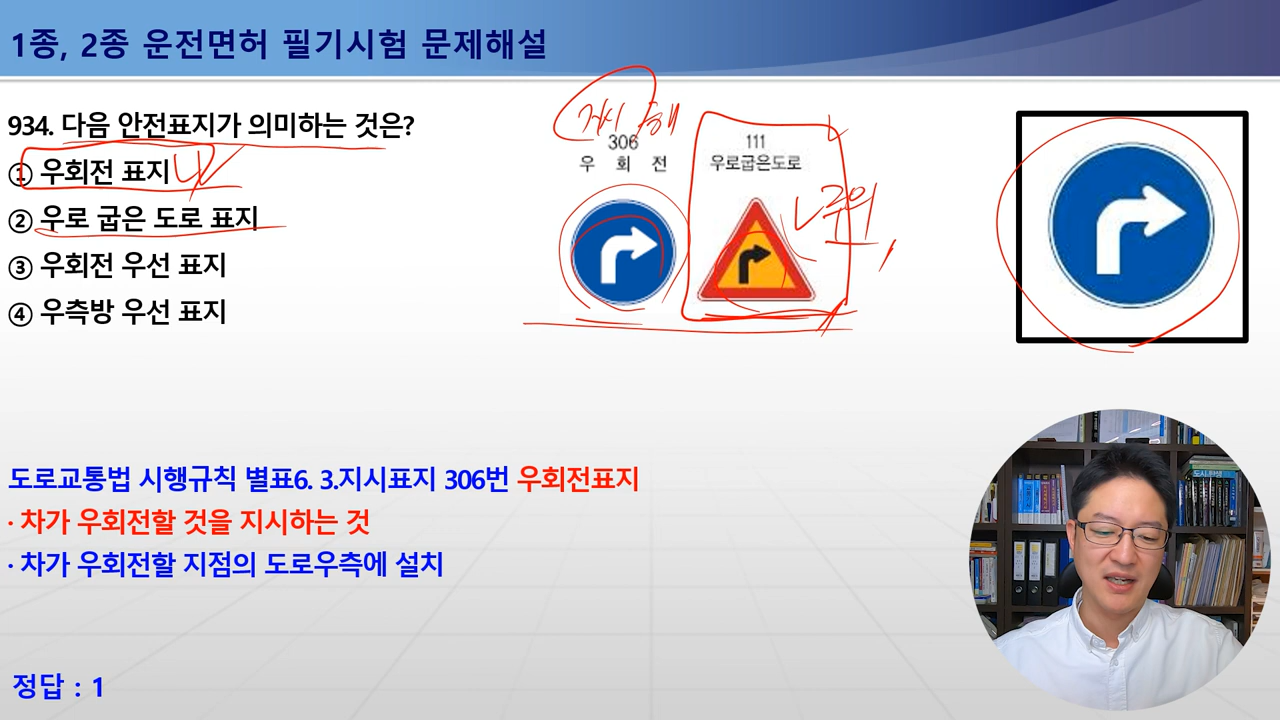 1종, 2종 운전면허 필기시험 문제해설
934. 다음 안전표지가 의미하는 것은?
① 우회전 표지
② 우로 굽은 도로 표지
③ 우회전 우선 표지
④ 우측방 우선 표지
지시
306
우 회 전
111
우로굽은도로
주의
도로교통법 시행규칙 별표6. 3.지시표지 306번 우회전표지
· 차가 우회전할 것을 지시하는 것
· 차가 우회전할 지점의 도로우측에 설치
정답 : 1